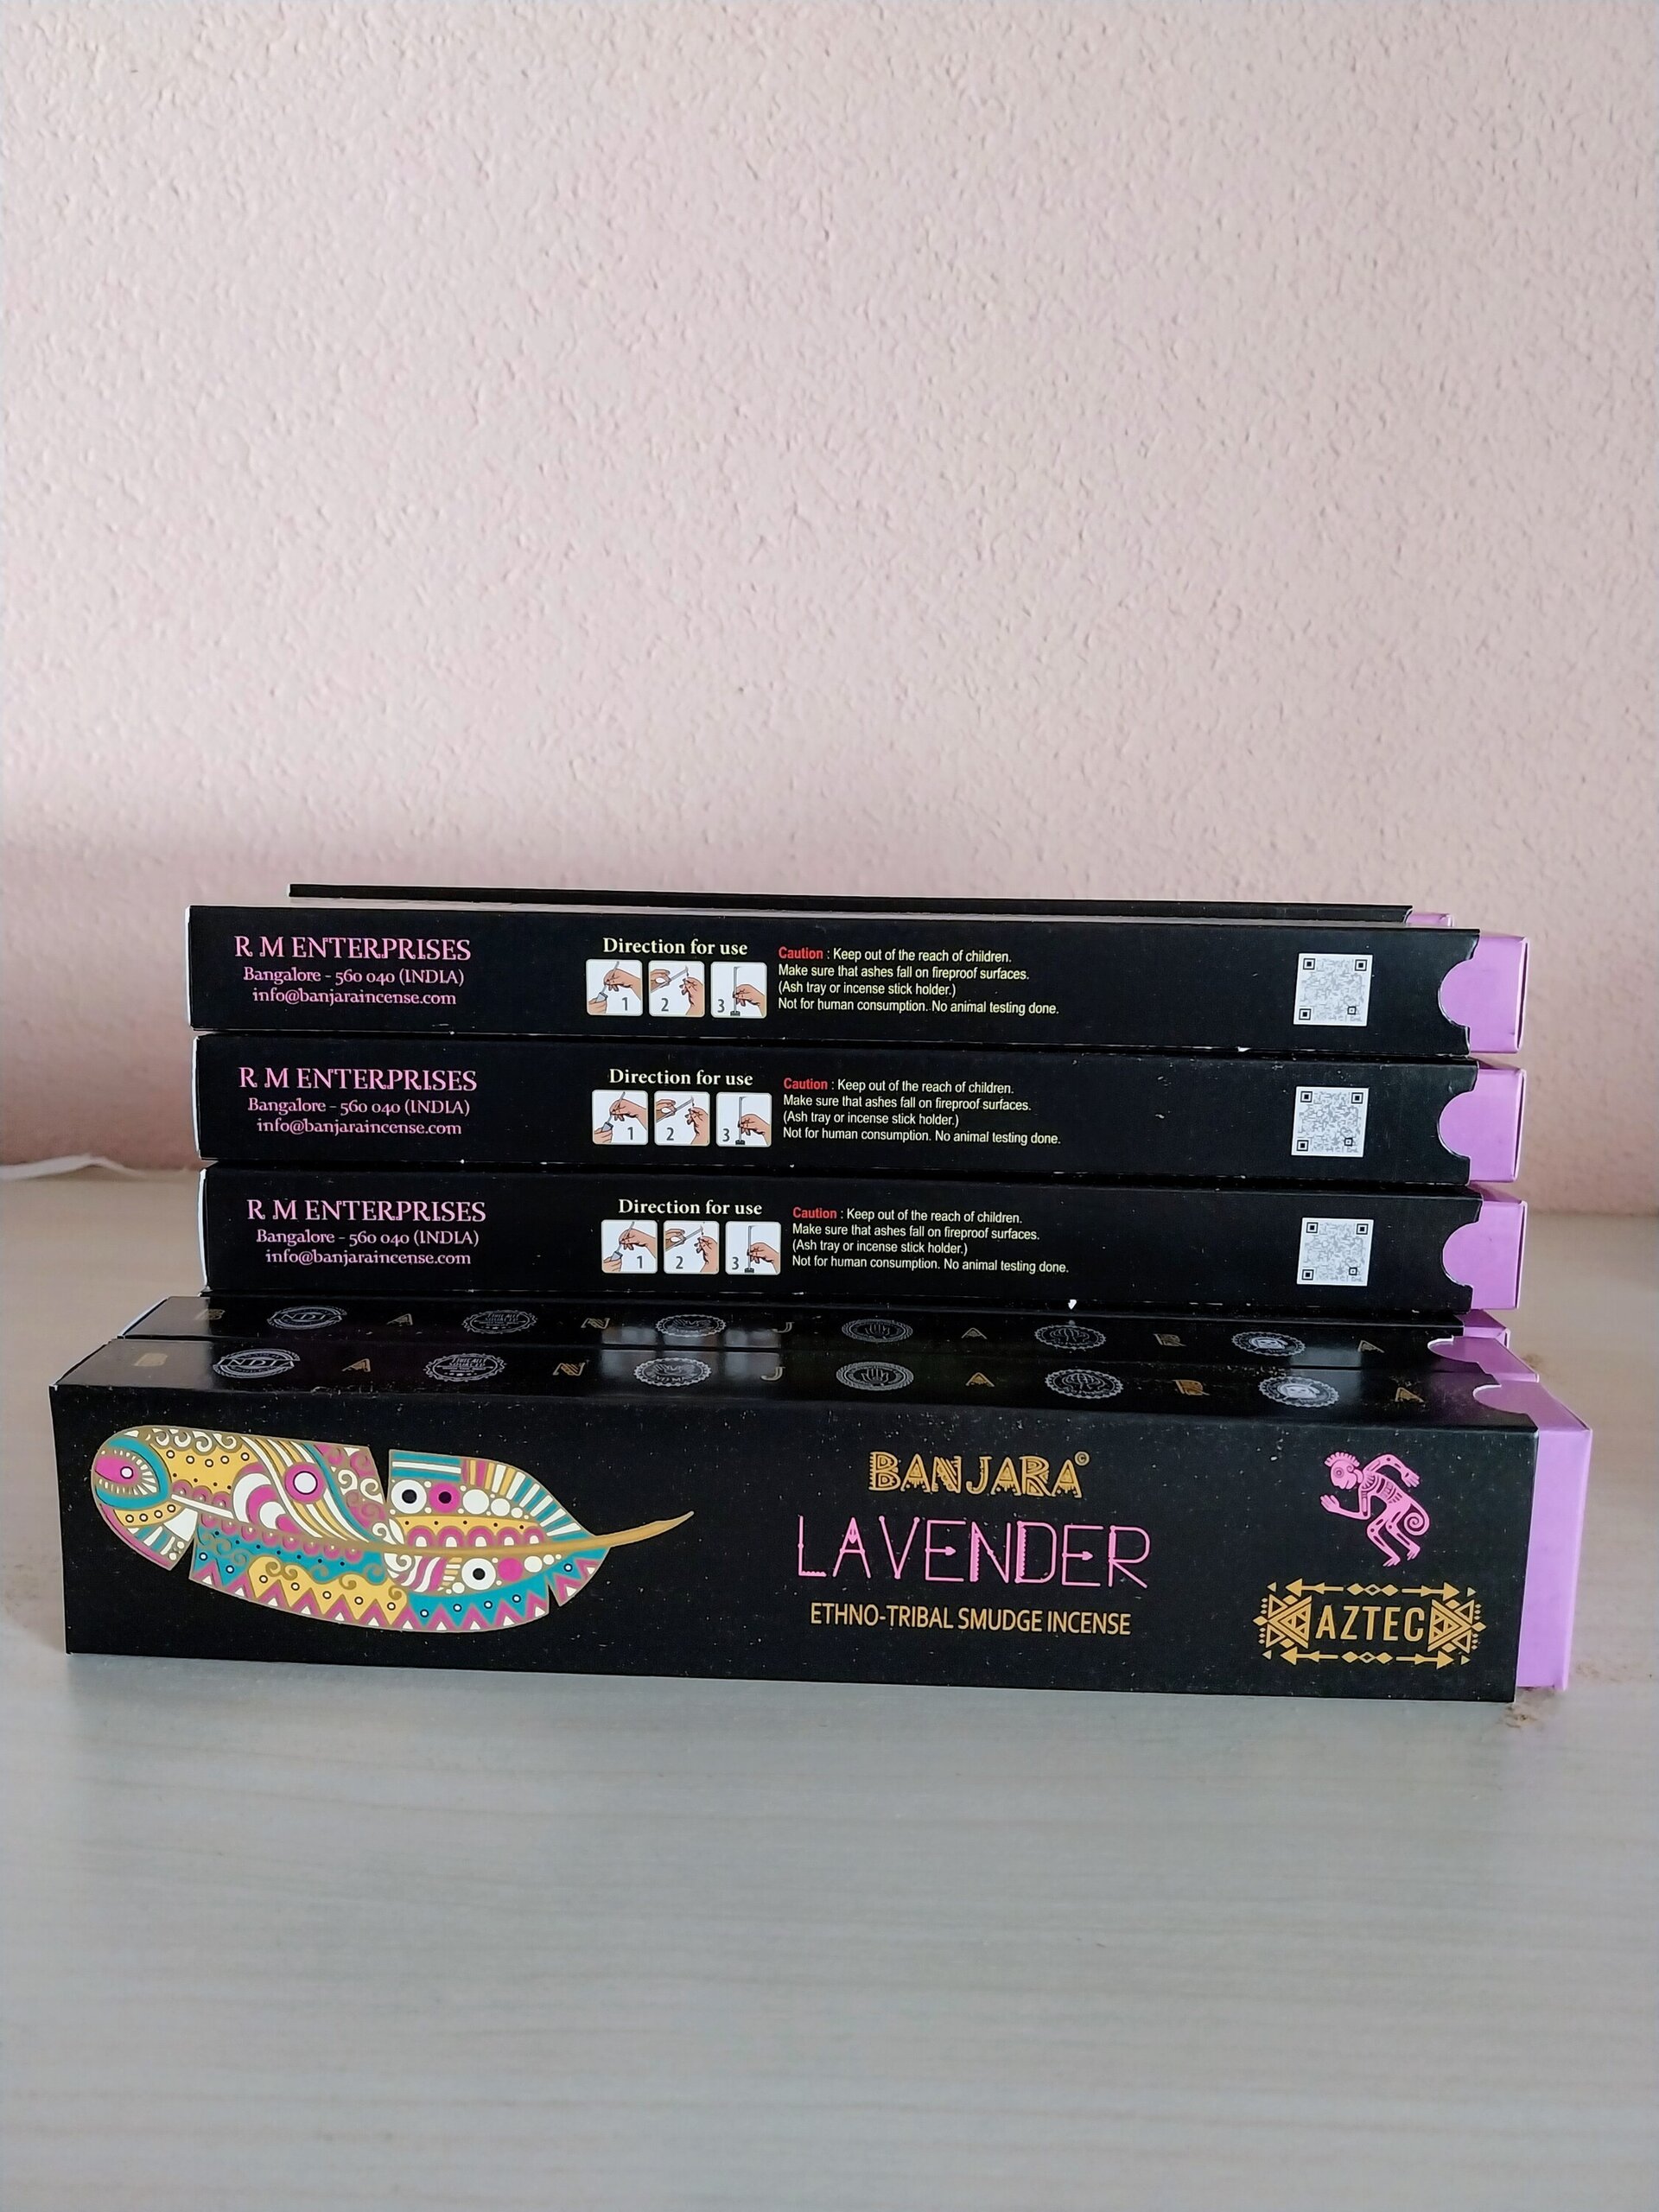 R M ENTERPRISES
Bangalore - 560 040 (INDIA)
info@banjaraincense.com
Direction for use
1 2 3
Caution : Keep out of the reach of children.
Make sure that ashes fall on fireproof surfaces.
(Ash tray or incense stick holder.)
Not for human consumption. No animal testing done.
R M ENTERPRISES
Bangalore - 560 040 (INDIA)
info@banjaraincense.com
Direction for use
1 2 3
Caution : Keep out of the reach of children.
Make sure that ashes fall on fireproof surfaces.
(Ash tray or incense stick holder.)
Not for human consumption. No animal testing done.
R M ENTERPRISES
Bangalore - 560 040 (INDIA)
info@banjaraincense.com
Direction for use
1 2 3
Caution : Keep out of the reach of children.
Make sure that ashes fall on fireproof surfaces.
(Ash tray or incense stick holder.)
Not for human consumption. No animal testing done.
B A N J A R A
B INDIA A N J A R A
BANJARA©
LAVENDER
ETHNO-TRIBAL SMUDGE INCENSE
AZTEC